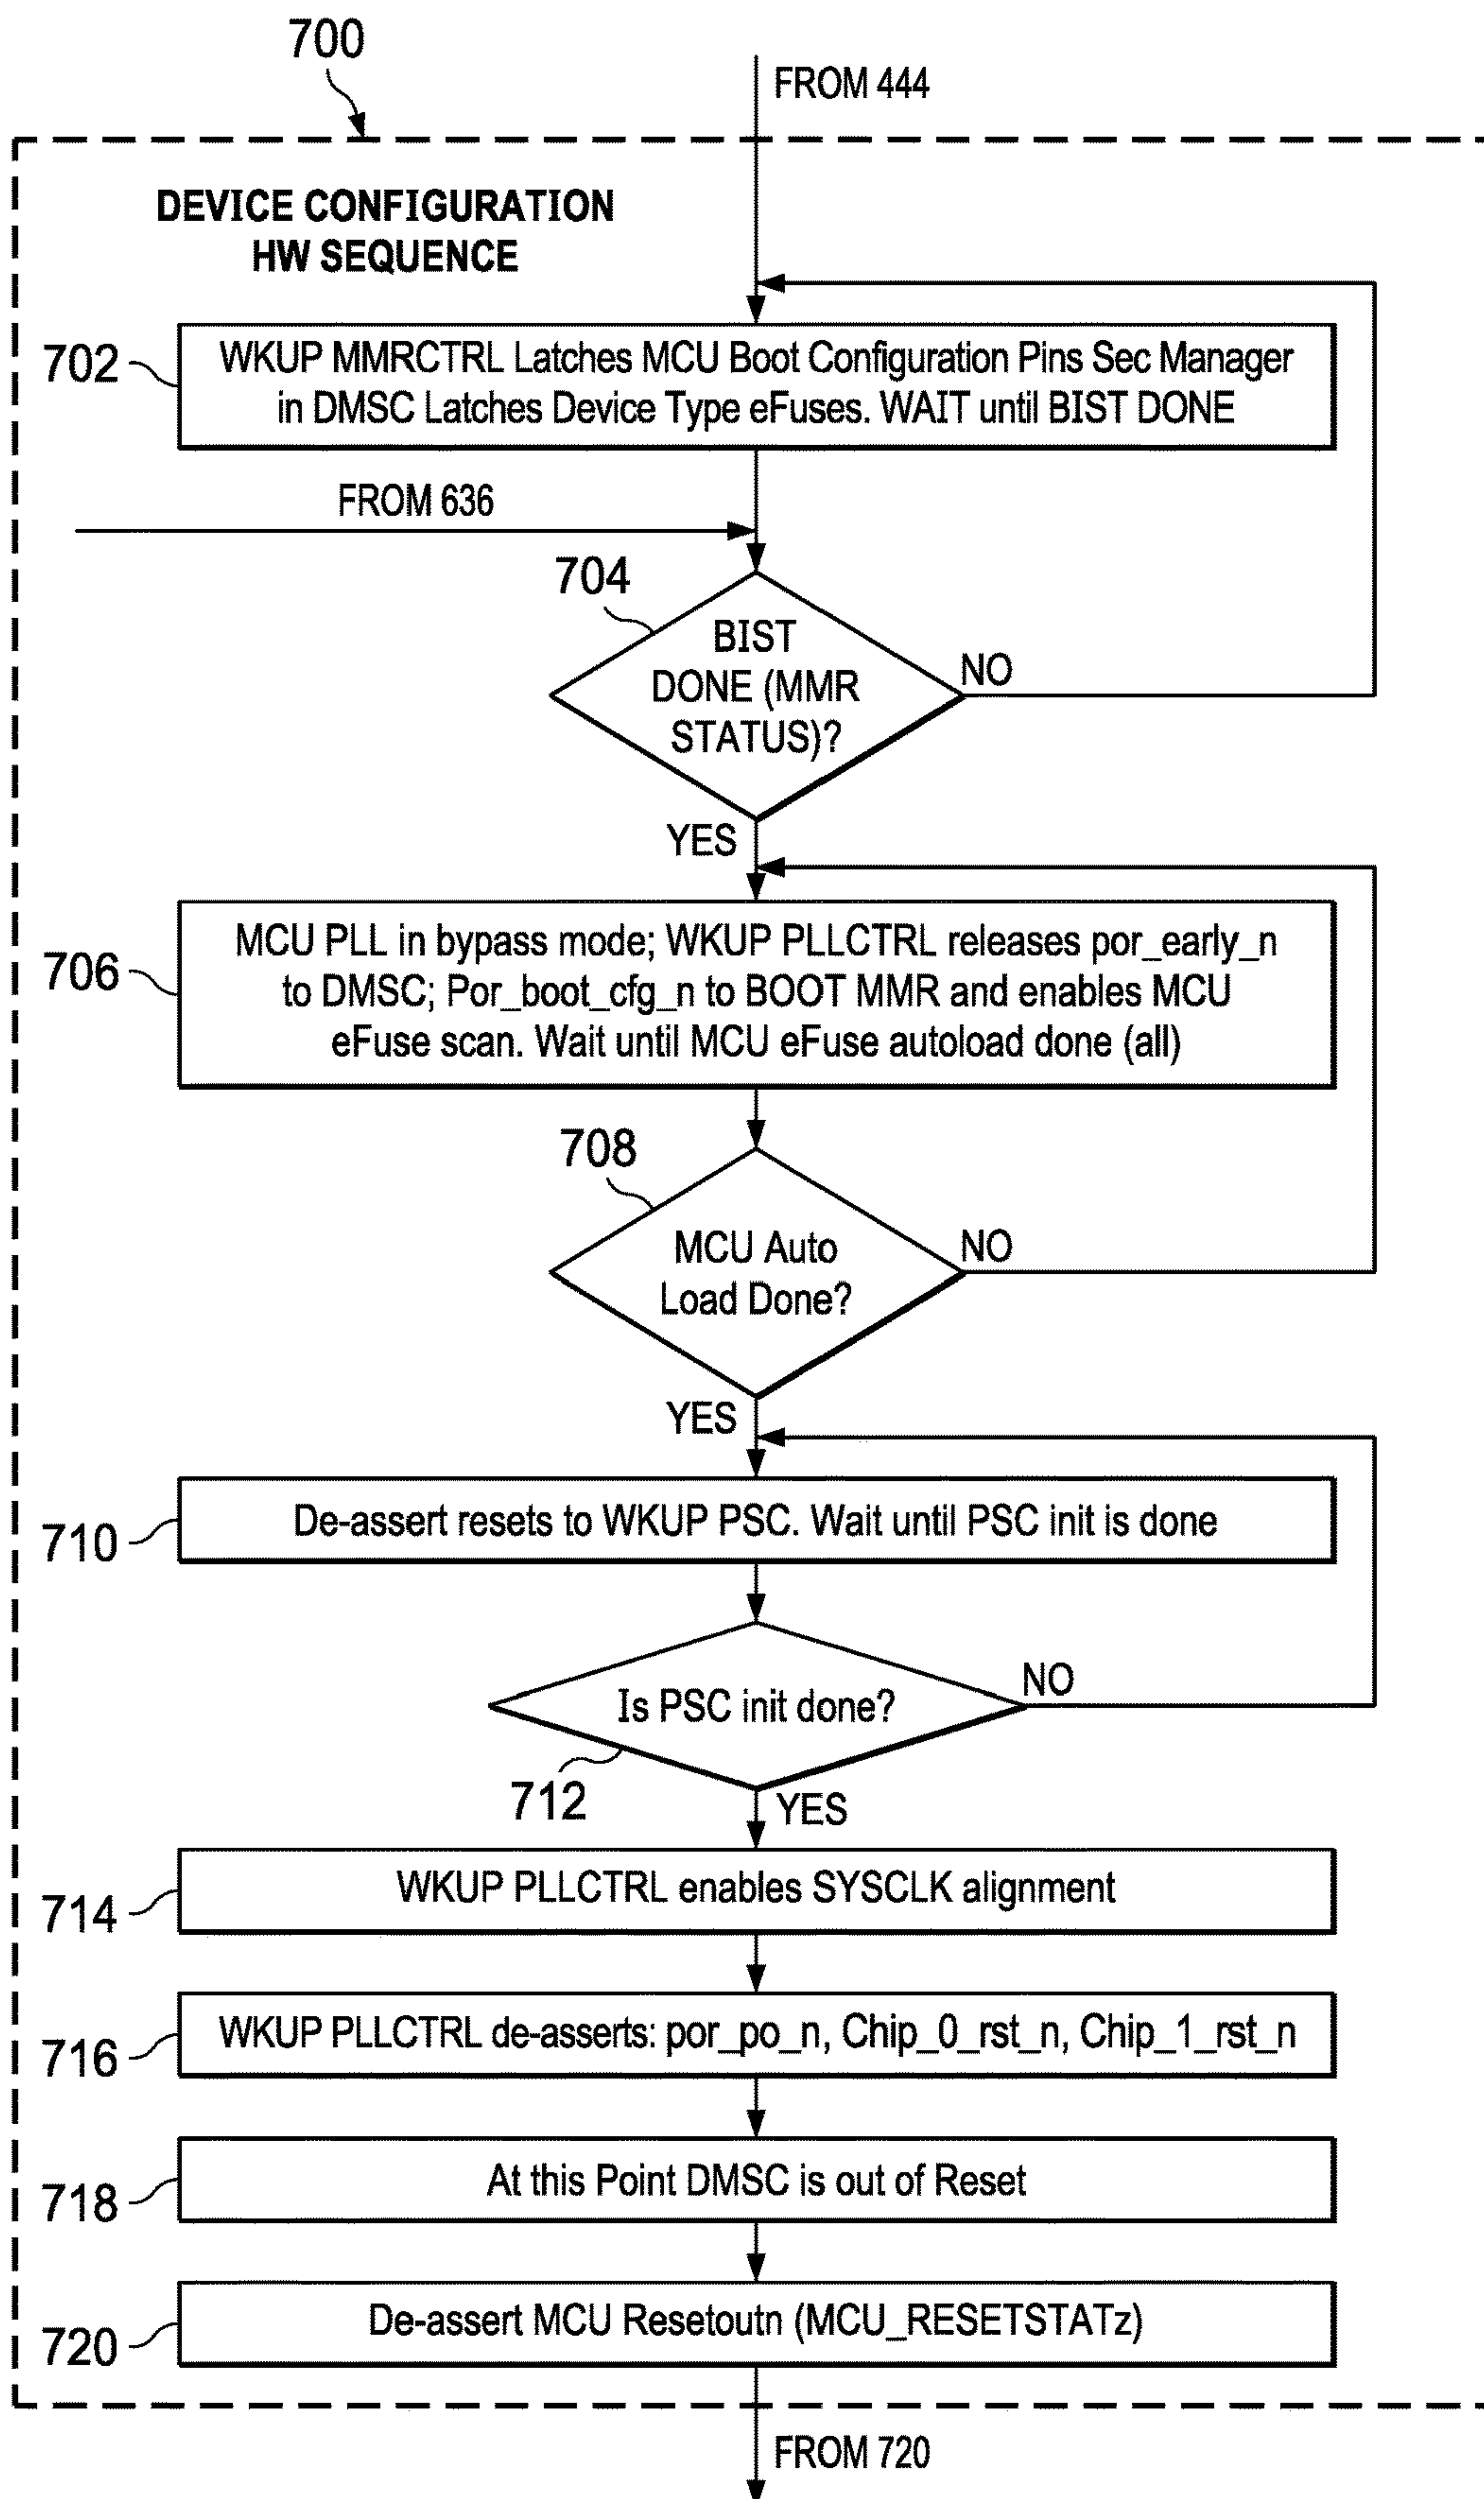 700
FROM 444
DEVICE CONFIGURATION
HW SEQUENCE
702
WKUP MMRCTRL Latches MCU Boot Configuration Pins Sec Manager
in DMSC Latches Device Type eFuses. WAIT until BIST DONE
FROM 636
704
BIST
DONE (MMR
STATUS)?
NO
YES
706
MCU PLL in bypass mode; WKUP PLLCTRL releases por_early_n
to DMSC; Por_boot_cfg_n to BOOT MMR and enables MCU
eFuse scan. Wait until MCU eFuse autoload done (all)
708
MCU Auto
Load Done?
NO
YES
710
De-assert resets to WKUP PSC. Wait until PSC init is done
Is PSC init done?
NO
712
YES
714
WKUP PLLCTRL enables SYSCLK alignment
716
WKUP PLLCTRL de-asserts: por_po_n, Chip_0_rst_n, Chip_1_rst_n
718
At this Point DMSC is out of Reset
720
De-assert MCU Resetoutn (MCU_RESETSTATz)
FROM 720